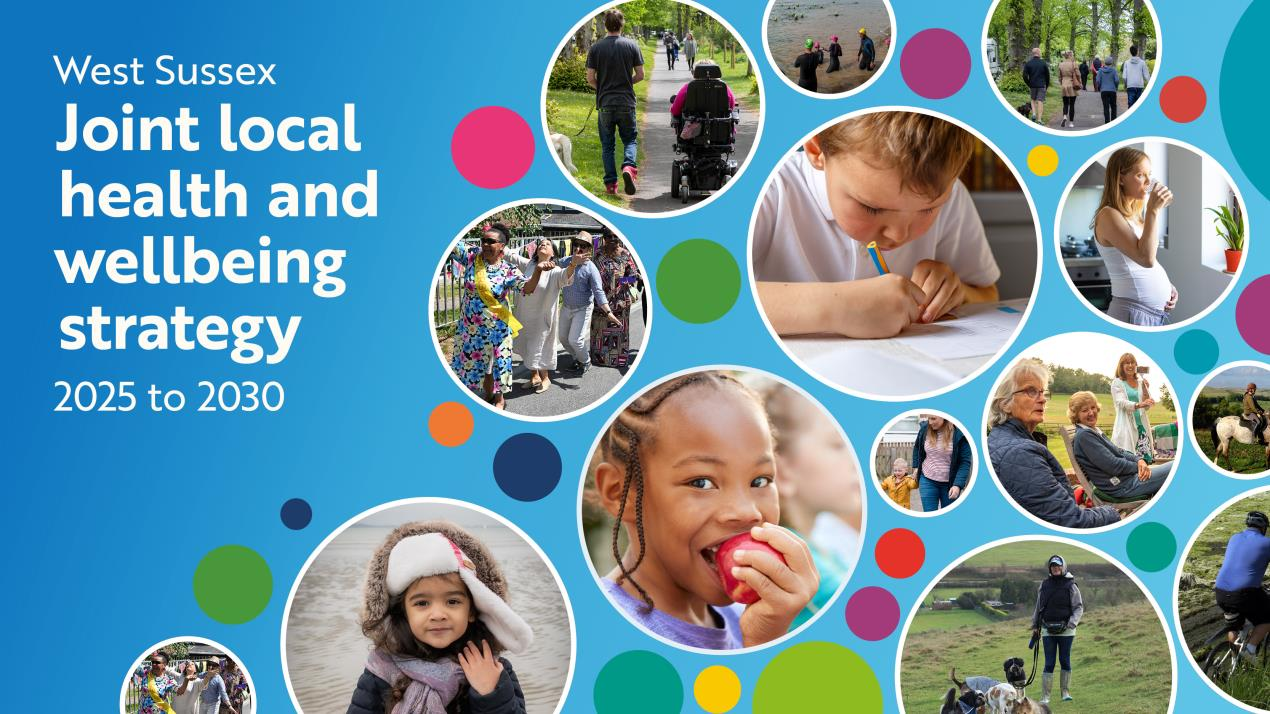 West Sussex
Joint local
health and
wellbeing
strategy
2025 to 2030